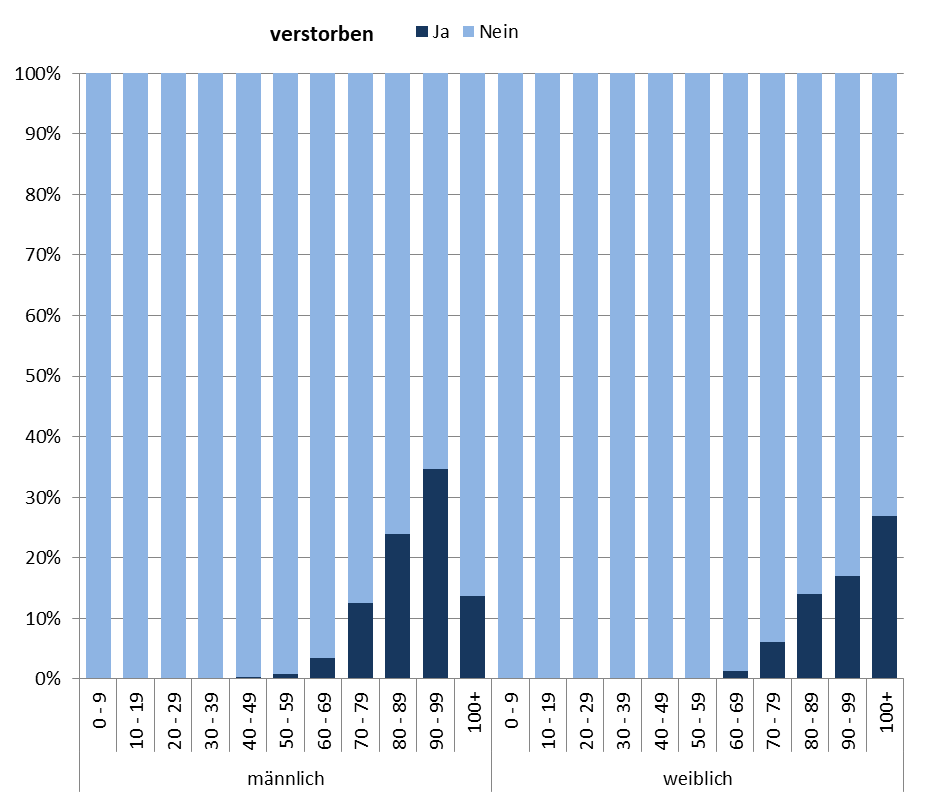 verstorben Ja Nein
100%
90%
80%
70%
60%
50%
40%
30%
20%
10%
0%
0 - 9
10 - 19
20 - 29
30 - 39
40 - 49
50 - 59
60 - 69
70 - 79
80 - 89
90 - 99
100+
0 - 9
10 - 19
20 - 29
30 - 39
40 - 49
50 - 59
60 - 69
70 - 79
80 - 89
90 - 99
100+
männlich weiblich